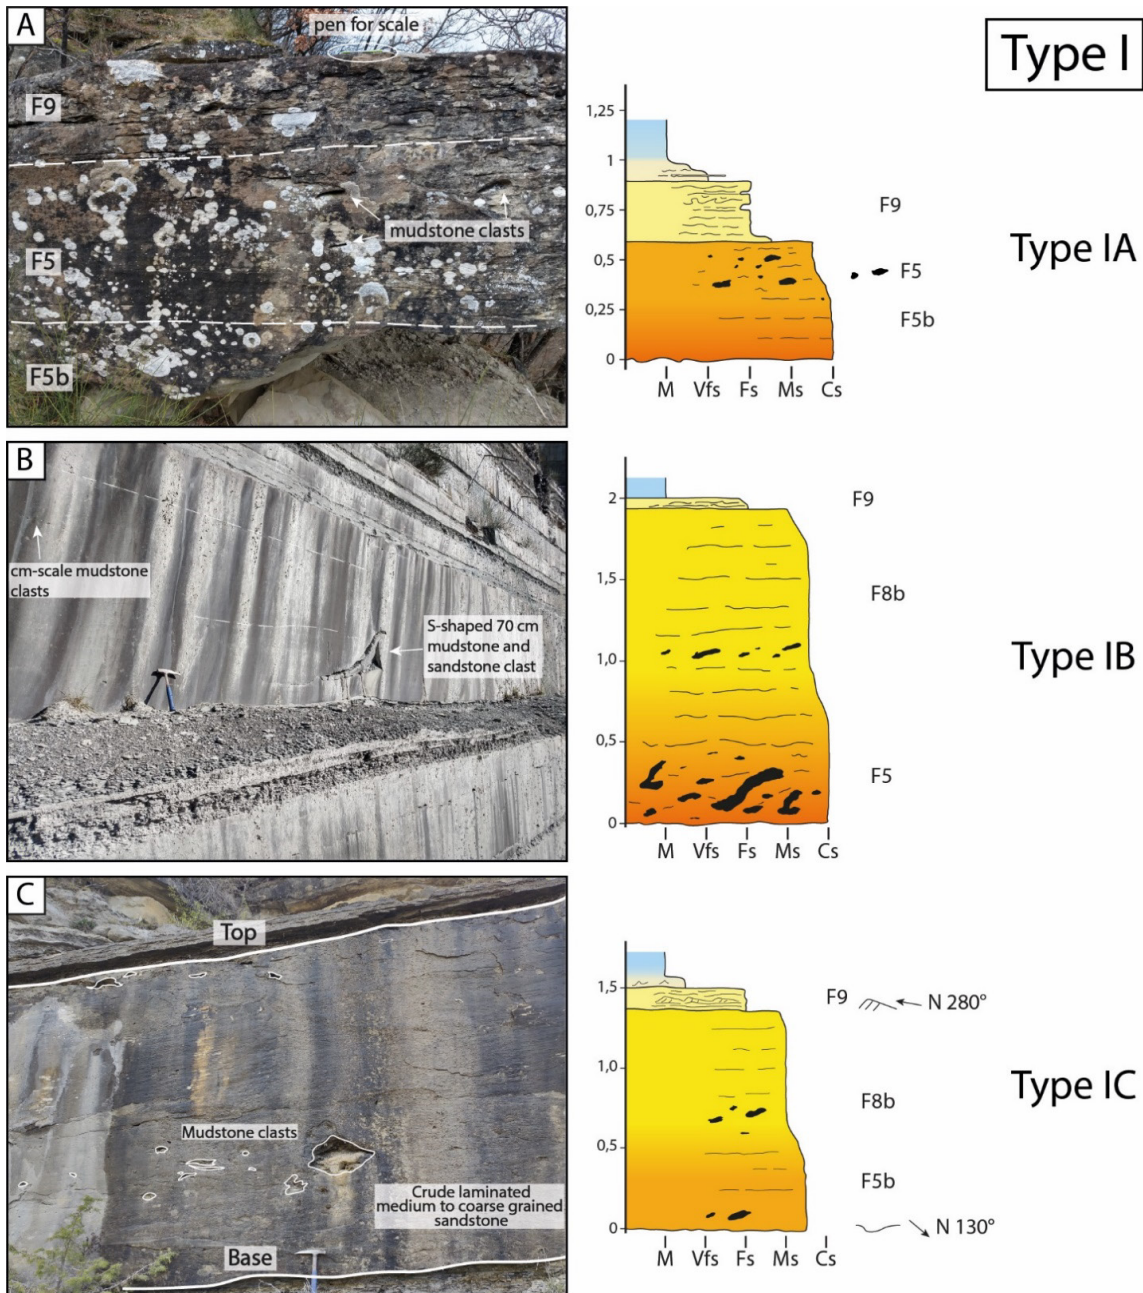 A
pen for scale
F9
F5
mudstone clasts
F5b
Type I
1,25
1
0,75
0,5
0,25
0
M Vfs Fs Ms Cs
F9
F5
F5b
Type IA
B
cm-scale mudstone
clasts
S-shaped 70 cm
mudstone and
sandstone clast
2
1,5
1,0
0,5
0
M Vfs Fs Ms Cs
F9
F8b
F5
Type IB
C
Top
Mudstone clasts
Crude laminated
medium to coarse grained
sandstone
Base
1.5
1,0
0,5
0
M Vfs Fs Ms Cs
F9 N 280°
F8b
F5b
N 130°
Type IC